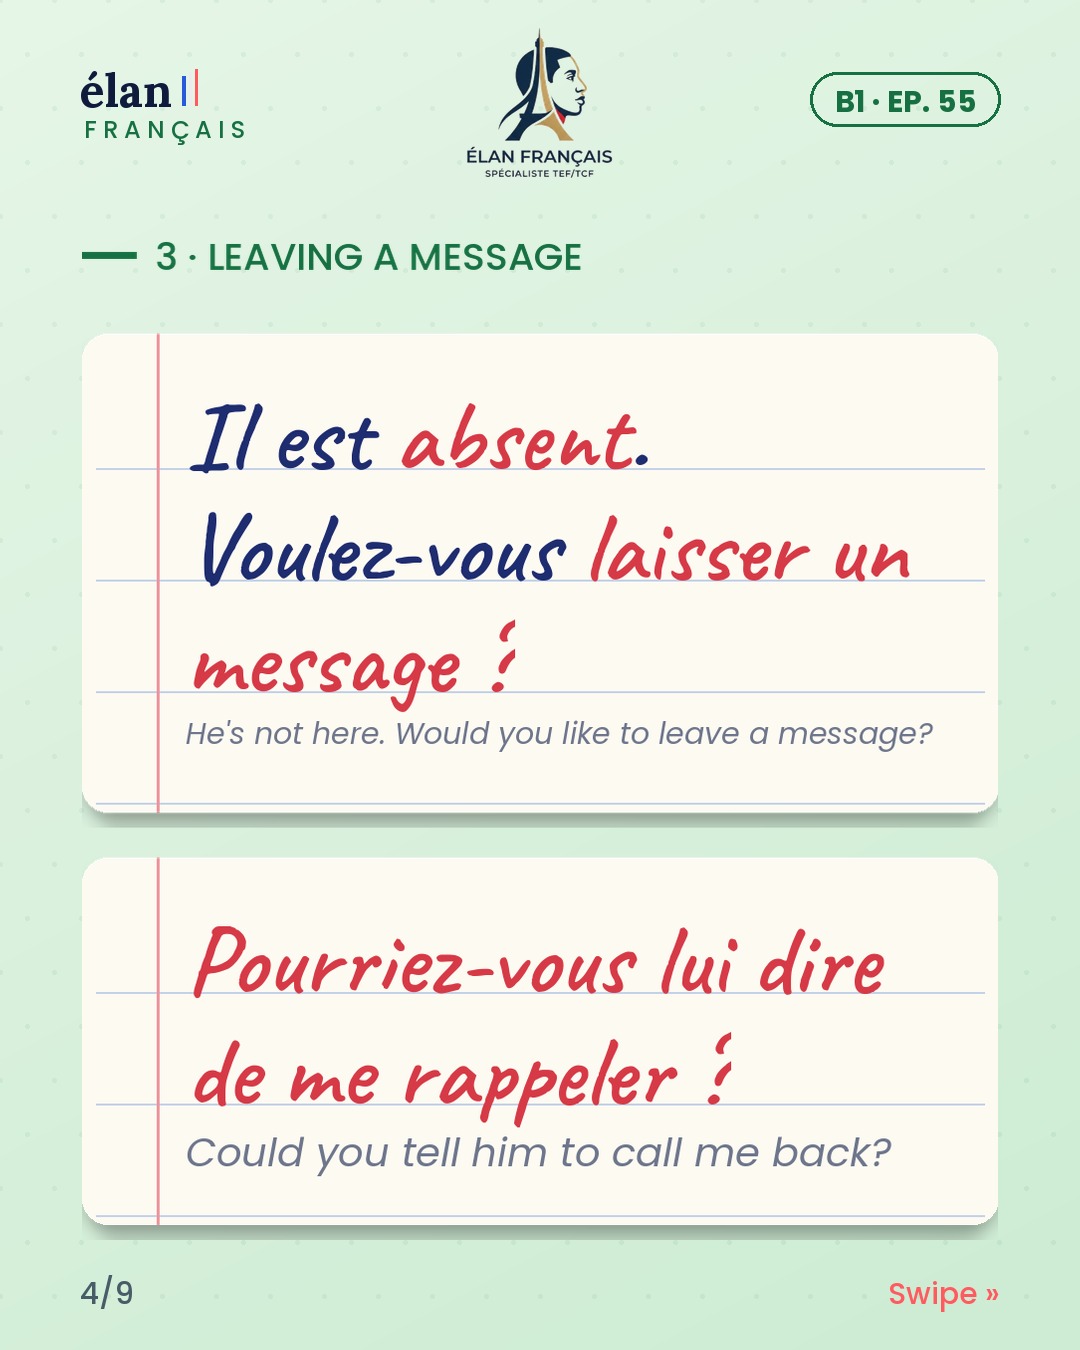 élan
FRANÇAIS
ÉLAN FRANÇAIS
SPÉCIALISTE TEF/TCF
B1 · EP. 55
3 · LEAVING A MESSAGE
Il est absent.
Voulez-vous laisser un
message ?
He's not here. Would you like to leave a message?
Pourriez-vous lui dire
de me rappeler ?
Could you tell him to call me back?
4/9
Swipe »